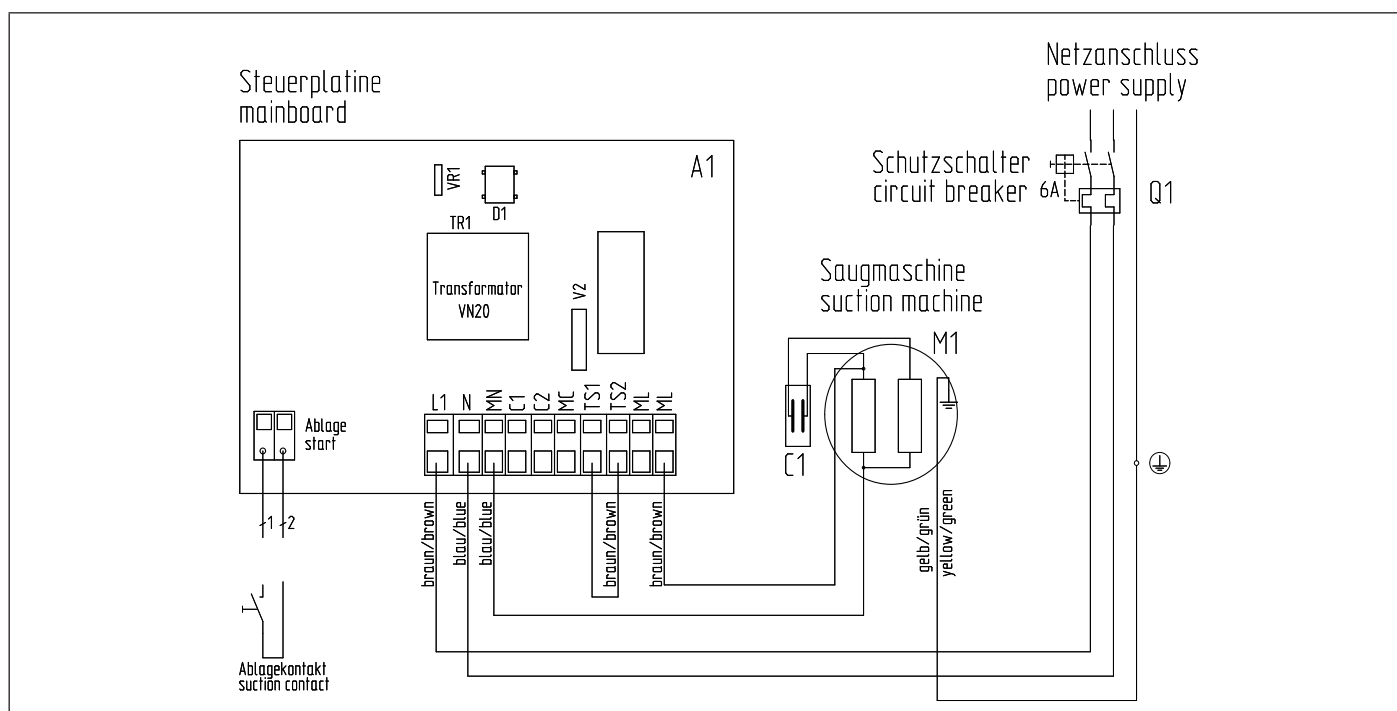 Netzanschluss
power supply
Steuerplatine
mainboard
A1
VR1
D1
TR1
Transformator
VN20
V2
Schutzschalter
circuit breaker
6A
Q1
Saugmaschine
suction machine
M1
C1
L1
N
MN
C1
C2
MC
TS1
TS2
ML
ML
Ablage
start
1
2
braun/brown
blau/blue
blau/blue
braun/brown
braun/brown
gelb/grün
yellow/green
Ablagekontakt
suction contact